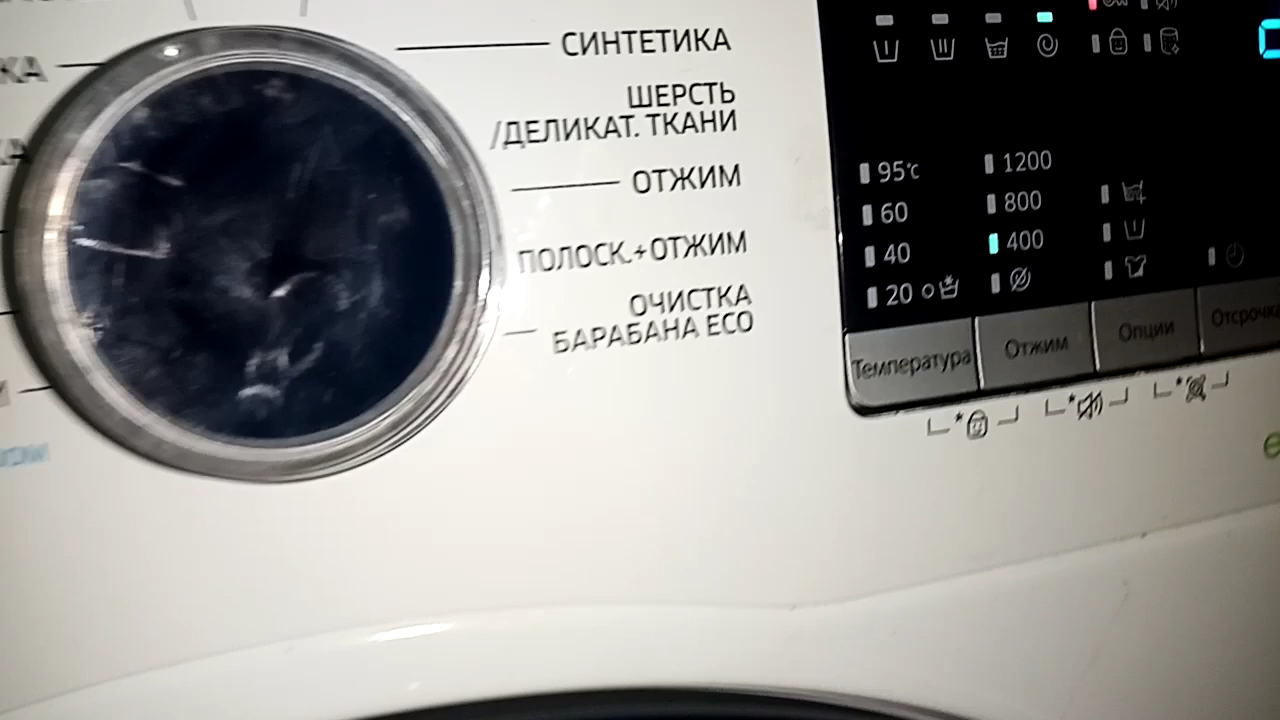 СИНТЕТИКА
ШЕРСТЬ
/ДЕЛИКАТ. ТКАНИ
ОТЖИМ
ПОЛОСК.+ОТЖИМ
ОЧИСТКА
БАРАБАНА ECO
95°C
60
40
20
1200
800
400
Температура
Отжим
Опции
Отсрочка